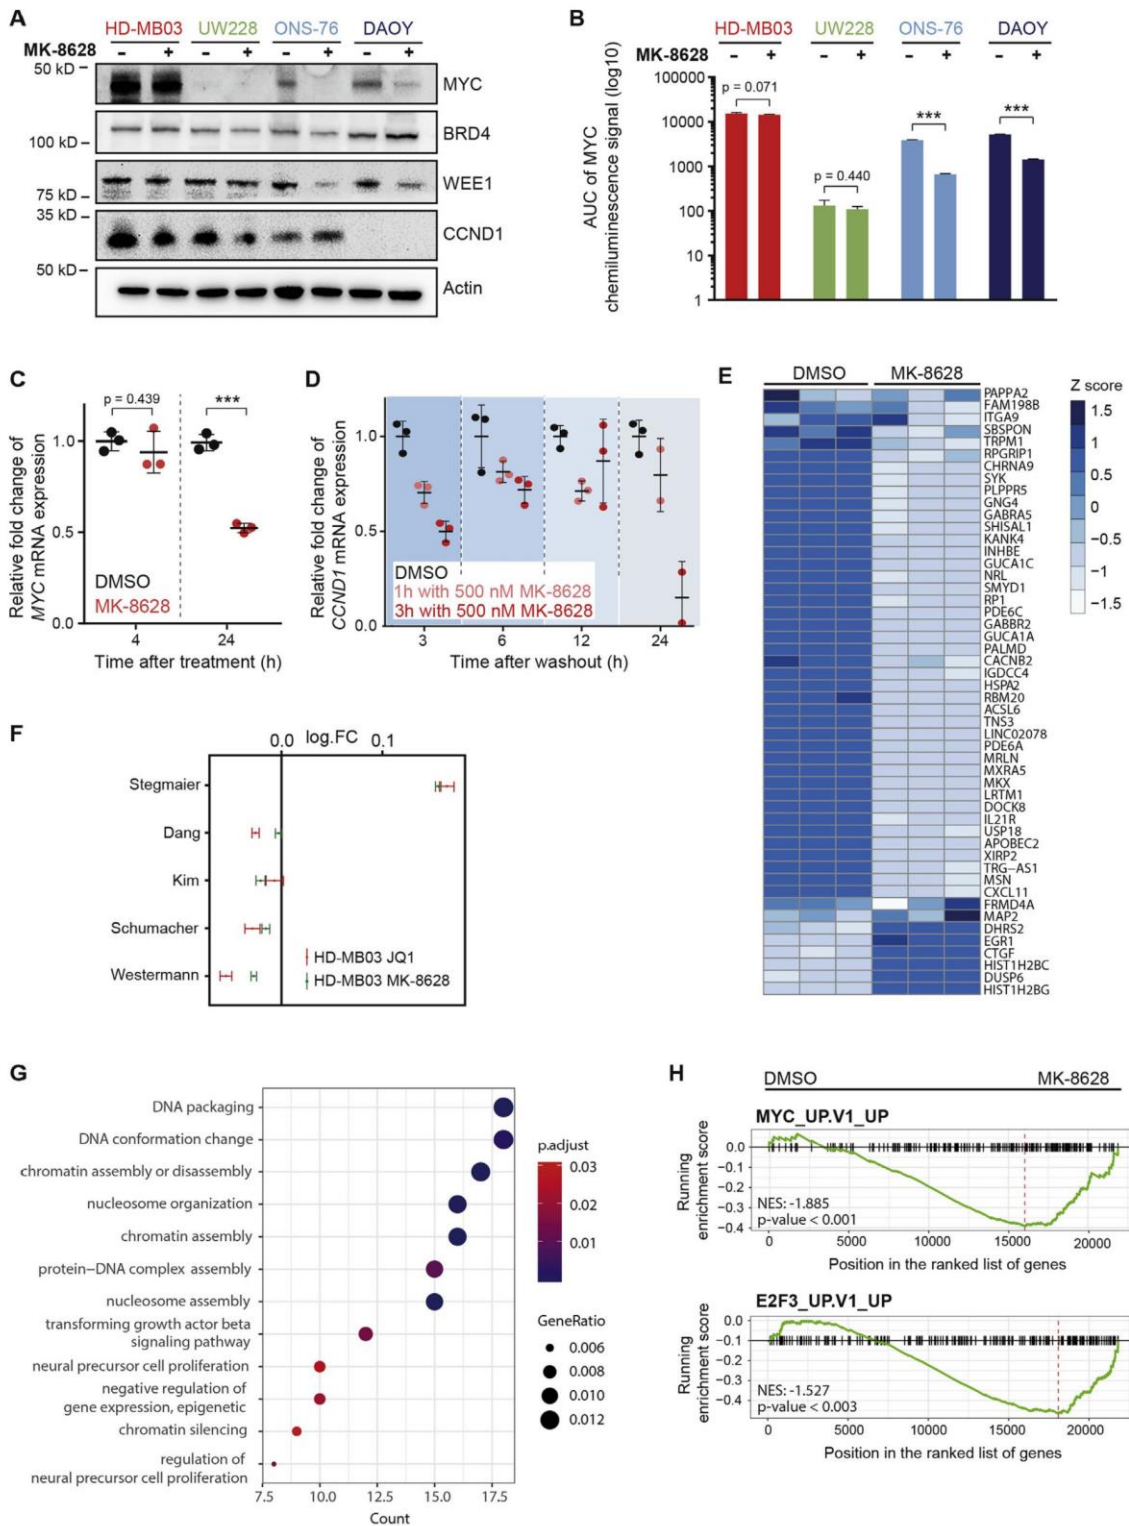 A
HD-MB03 UW228 ONS-76 DAOY
MK-8628 - + - + - + - +
50 kD
MYC
BRD4
100 kD
WEE1
75 kD
35 kD
CCND1
50 kD
Actin
B
HD-MB03 UW228 ONS-76 DAOY
MK-8628 - + - + - + - +
AUC of MYC
chemiluminescence signal (log10)
100000
10000
1000
100
10
1
p = 0.071
p = 0.440
***
***
C
Relative fold change of
MYC mRNA expression
1.0
0.5
0.0
p = 0.439
***
DMSO
MK-8628
4 24
Time after treatment (h)
D
Relative fold change of
CCND1 mRNA expression
1.0
0.5
0.0
DMSO
1h with 500 nM MK-8628
3h with 500 nM MK-8628
3 6 12 24
Time after washout (h)
E
DMSO MK-8628
PAPPA2
FAM198B
ITGA9
SBSPON
TRPM1
RPGRIP1
CHRNA9
SYK
PLPPR5
GNG4
GABRA5
SHISAL1
KANK4
INHBE
GUCA1C
NRL
SMYD1
RP1
PDE6C
GABBR2
GUCA1A
PALMD
CACNB2
IGDCC4
HSPA2
RBM20
ACSL6
TNS3
LINC02078
PDE6A
MRLN
MXRA5
MKX
LRTM1
DOCK8
IL21R
USP18
APOBEC2
XIRP2
TRG-AS1
MSN
CXCL11
FRMD4A
MAP2
DHRS2
EGR1
CTGF
HIST1H2BC
DUSP6
HIST1H2BG
Z score
1.5
1
0.5
0
−0.5
−1
−1.5
F
log.FC
0.0 0.1
Stegmaier
Dang
Kim
Schumacher
Westermann
HD-MB03 JQ1
HD-MB03 MK-8628
G
DNA packaging
DNA conformation change
chromatin assembly or disassembly
nucleosome organization
chromatin assembly
protein−DNA complex assembly
nucleosome assembly
transforming growth actor beta
signaling pathway
neural precursor cell proliferation
negative regulation of
gene expression, epigenetic
chromatin silencing
regulation of
neural precursor cell proliferation
7.5 10.0 12.5 15.0 17.5
Count
p.adjust
0.03
0.02
0.01
GeneRatio
0.006
0.008
0.010
0.012
H
DMSO MK-8628
MYC_UP.V1_UP
Running
enrichment score
0.0
−0.1
−0.2
−0.3
−0.4
NES: -1.885
p-value < 0.001
0 5000 10000 15000 20000
Position in the ranked list of genes
E2F3_UP.V1_UP
Running
enrichment score
0.0
−0.1
−0.3
−0.4
NES: -1.527
p-value < 0.003
0 5000 10000 15000 20000
Position in the ranked list of genes